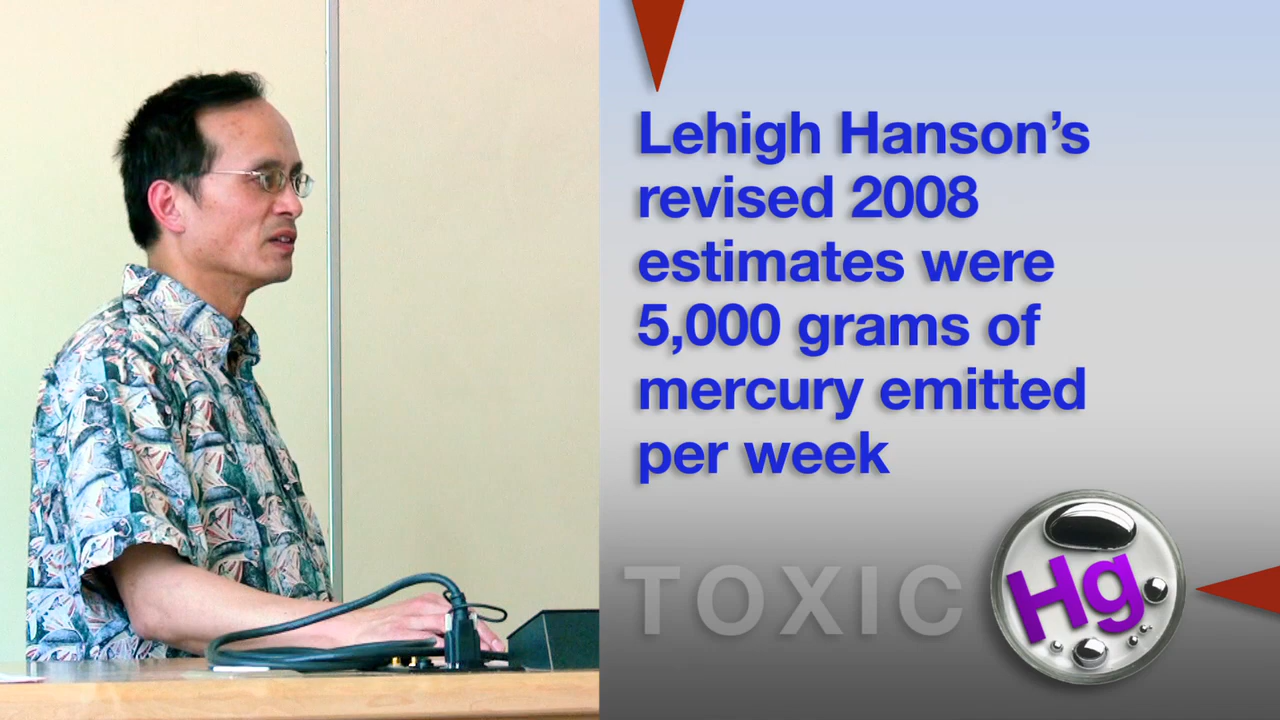 Lehigh Hanson’s
revised 2008
estimates were
5,000 grams of
mercury emitted
per week
TOXIC
Hg